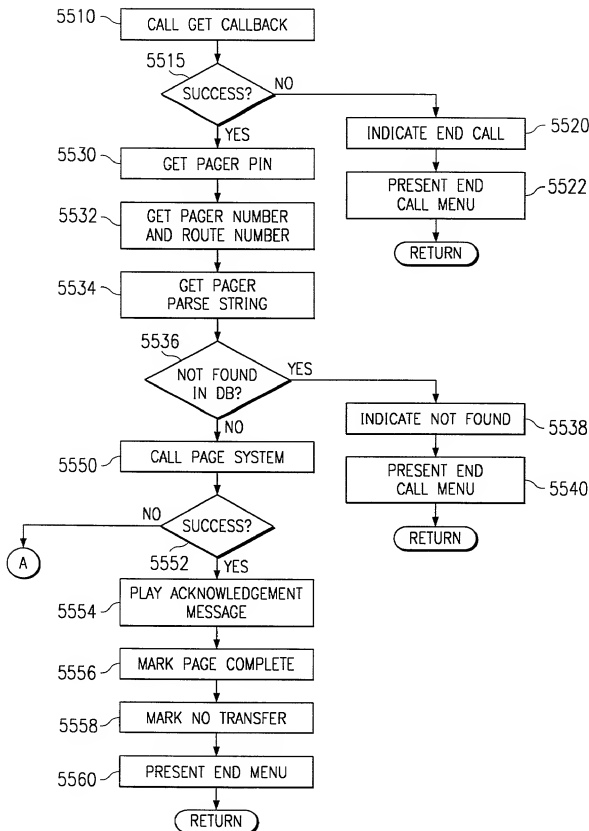 5510
CALL GET CALLBACK
5515
SUCCESS?
NO
YES
INDICATE END CALL
5520
5530
GET PAGER PIN
PRESENT END
CALL MENU
5522
5532
GET PAGER NUMBER
AND ROUTE NUMBER
RETURN
5534
GET PAGER
PARSE STRING
5536
NOT FOUND
IN DB?
YES
NO
INDICATE NOT FOUND
5538
5550
CALL PAGE SYSTEM
PRESENT END
CALL MENU
5540
NO
SUCCESS?
RETURN
A
5552
YES
5554
PLAY ACKNOWLEDGEMENT
MESSAGE
5556
MARK PAGE COMPLETE
5558
MARK NO TRANSFER
5560
PRESENT END MENU
RETURN